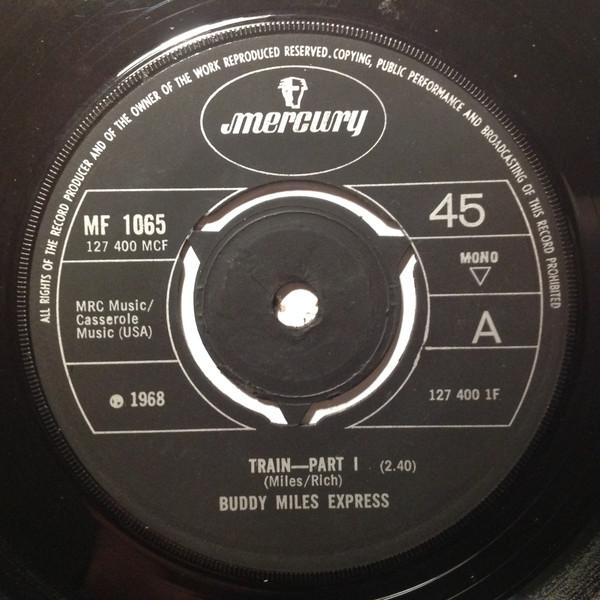 ALL RIGHTS OF THE RECORD PRODUCER AND OF THE OWNER OF THE WORK REPRODUCED RESERVED. COPYING, PUBLIC PERFORMANCE AND BROADCASTING OF THIS RECORD PROHIBITED
mercury
MF 1065
127 400 MCF
45
MONO
MRC Music/
Casserole
Music (USA)
A
℗ 1968
127 400 1F
TRAIN—PART I (2.40)
(Miles/Rich)
BUDDY MILES EXPRESS